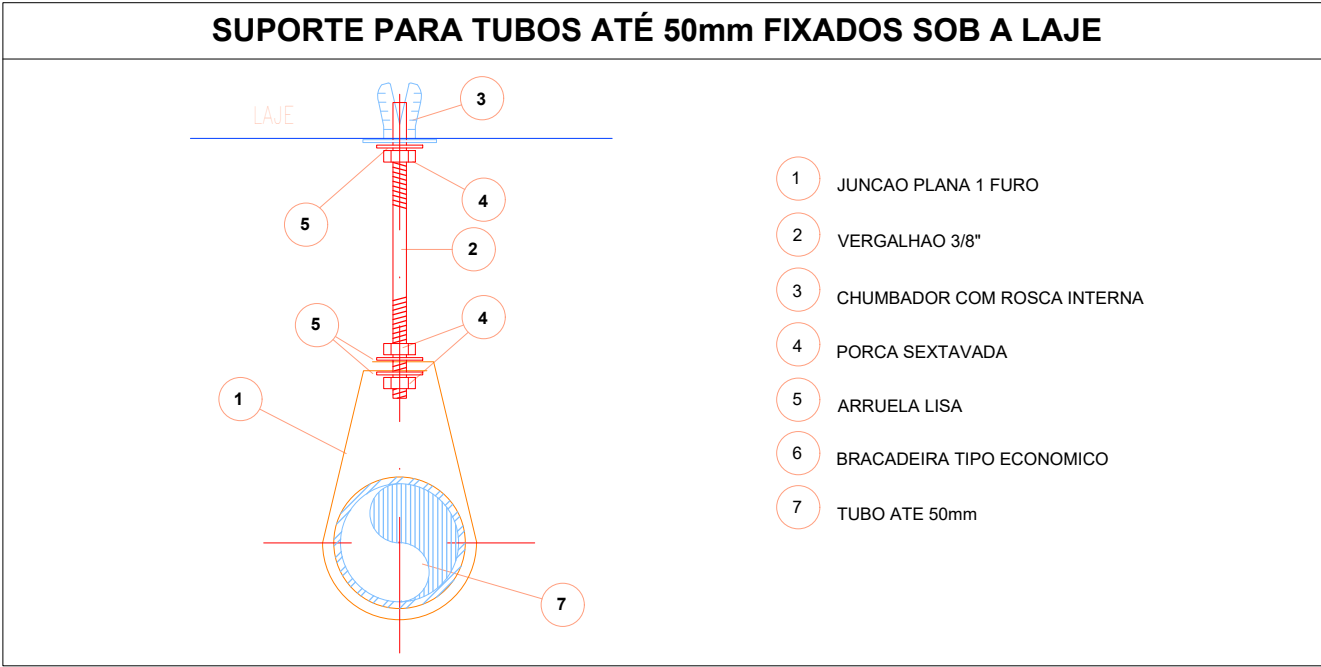 SUPORTE PARA TUBOS ATÉ 50mm FIXADOS SOB A LAJE
LAJE
3
5
4
2
5
4
1
7
1 JUNCAO PLANA 1 FURO
2 VERGALHAO 3/8"
3 CHUMBADOR COM ROSCA INTERNA
4 PORCA SEXTAVADA
5 ARRUELA LISA
6 BRACADEIRA TIPO ECONOMICO
7 TUBO ATE 50mm